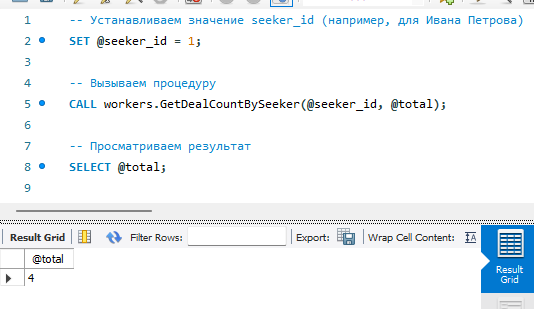 1 -- Устанавливаем значение seeker_id (например, для Ивана Петрова)
2 SET @seeker_id = 1;
3
4 -- Вызываем процедуру
5 CALL workers.GetDealCountBySeeker(@seeker_id, @total);
6
7 -- Просматриваем результат
8 SELECT @total;
9
Result Grid Filter Rows: Export: Wrap Cell Content:
@total
4
Result
Grid